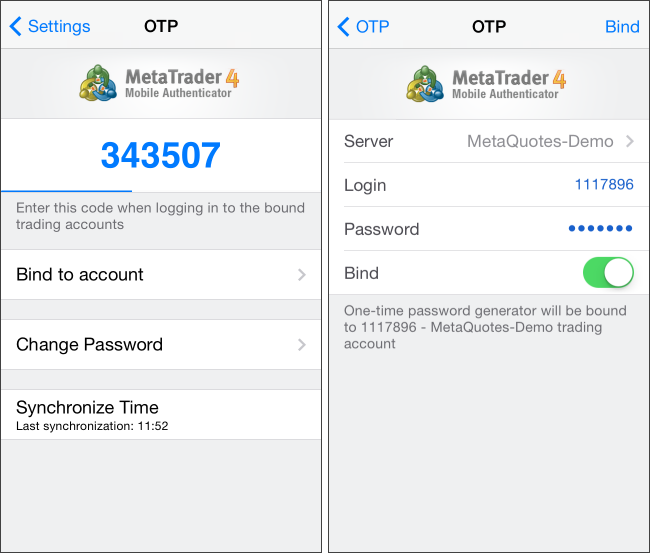 Settings OTP
MetaTrader 4
Mobile Authenticator
343507
Enter this code when logging in to the bound
trading accounts
Bind to account
Change Password
Synchronize Time
Last synchronization: 11:52
OTP OTP Bind
MetaTrader 4
Mobile Authenticator
Server MetaQuotes-Demo
Login 1117896
Password •••••••
Bind
One-time password generator will be bound
to 1117896 - MetaQuotes-Demo trading
account